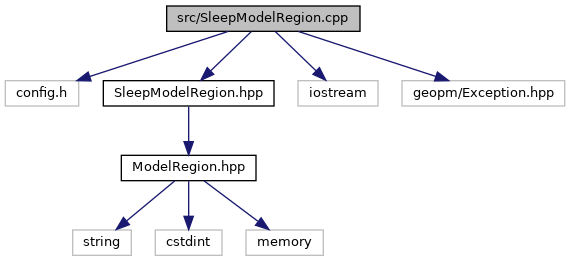 src/SleepModelRegion.cpp
config.h
SleepModelRegion.hpp
iostream
geopm/Exception.hpp
ModelRegion.hpp
string
cstdint
memory